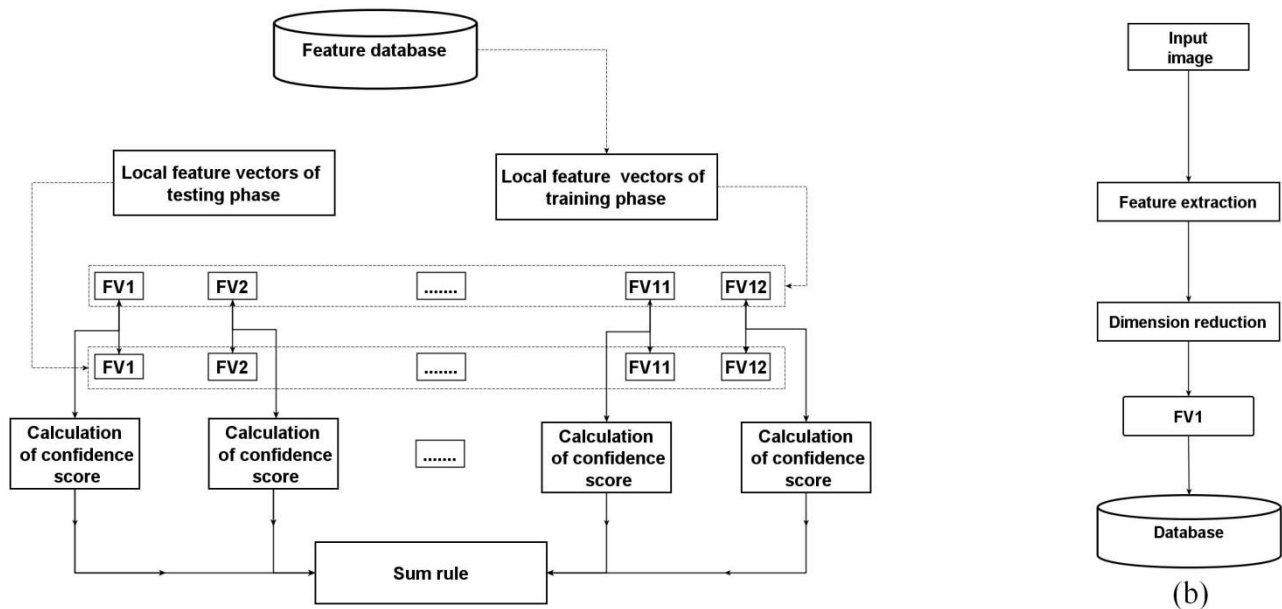 Feature database
Local feature vectors of
testing phase
Local feature vectors of
training phase
FV1
FV2
.......
FV11
FV12
FV1
FV2
.......
FV11
FV12
Calculation
of confidence
score
Calculation
of confidence
score
.......
Calculation
of confidence
score
Calculation
of confidence
score
Sum rule
Input
image
Feature extraction
Dimension reduction
FV1
Database
(b)